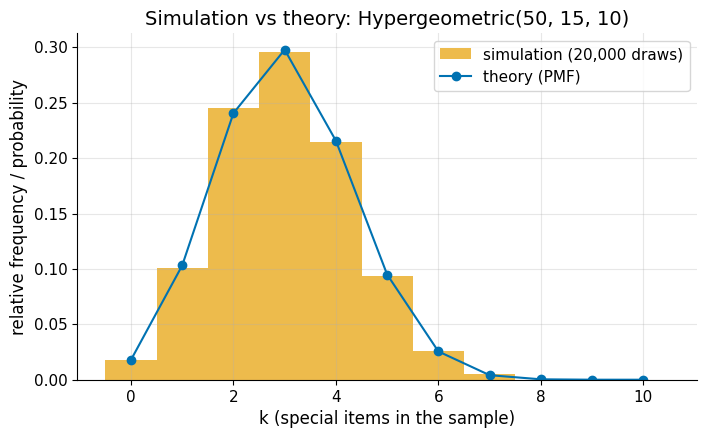 Simulation vs theory: Hypergeometric(50, 15, 10)
simulation (20,000 draws)
theory (PMF)
relative frequency / probability
0.30
0.25
0.20
0.15
0.10
0.05
0.00
0 2 4 6 8 10
k (special items in the sample)